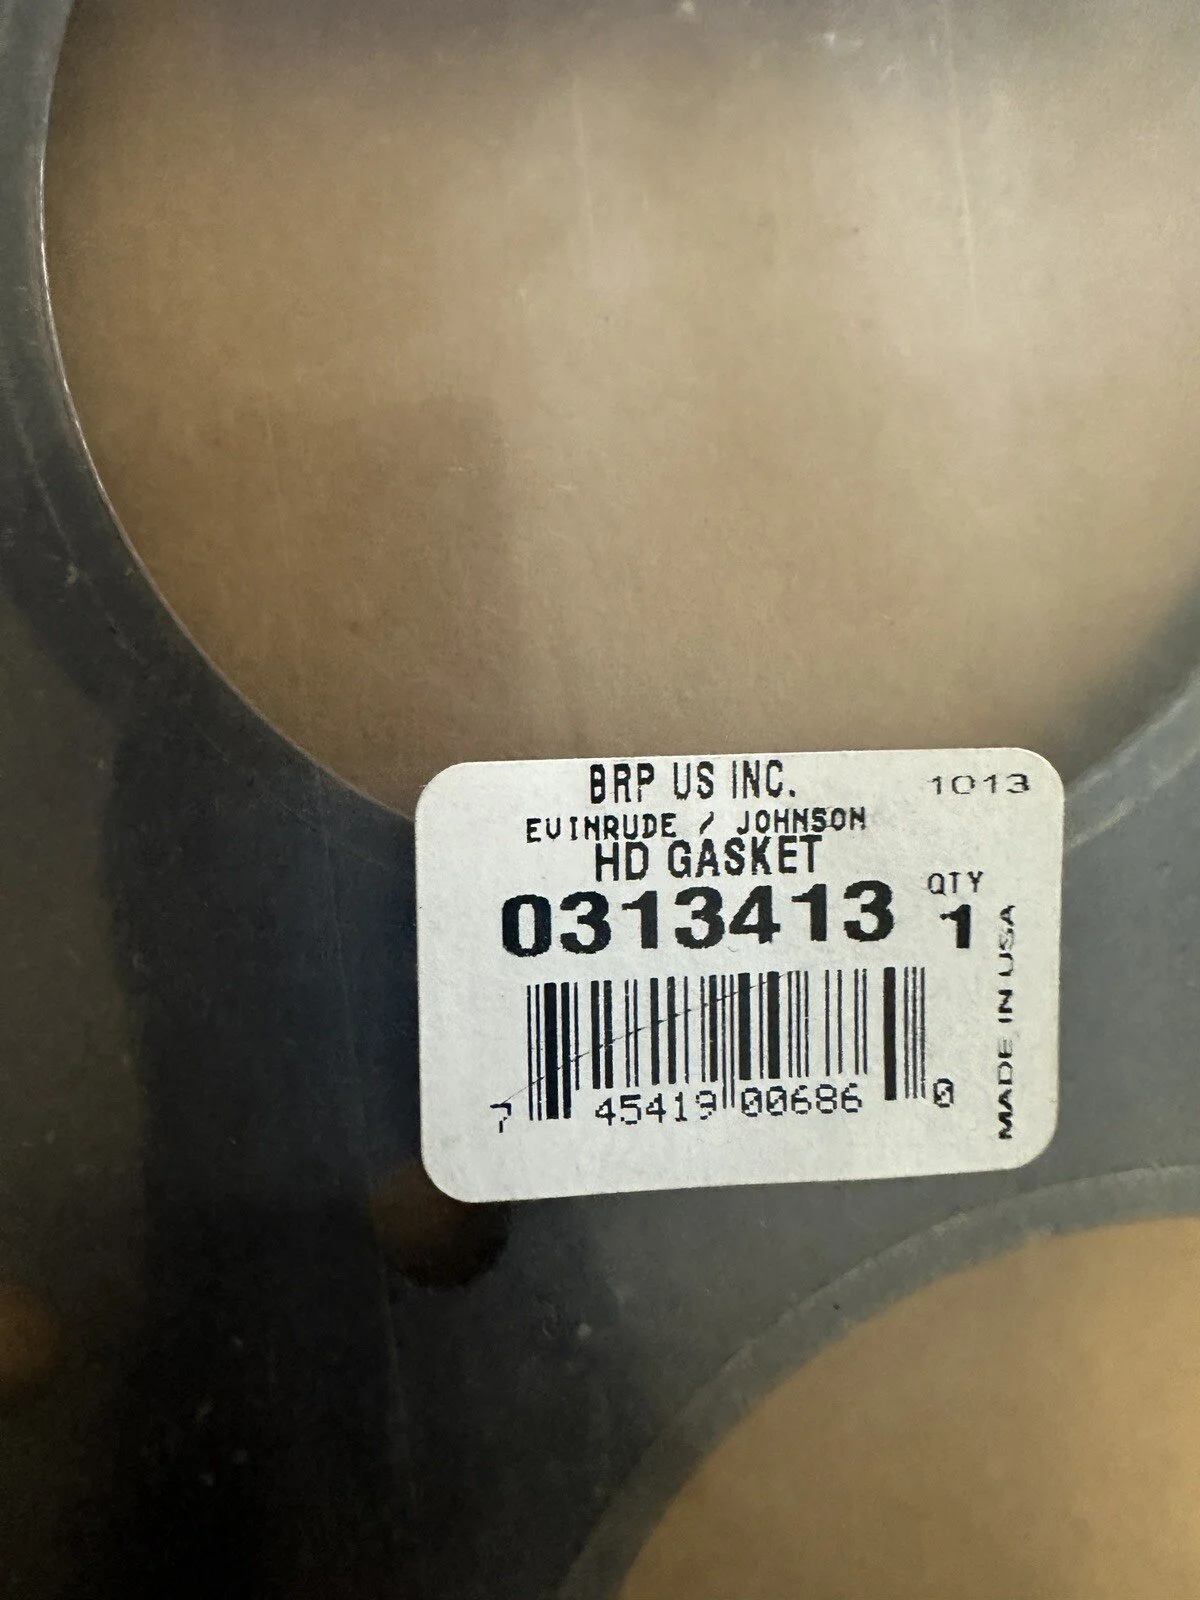 BRP US INC.
1013
EVINRUDE / JOHNSON
HD GASKET
0313413
QTY
1
MADE IN USA
7 45419 00686 0